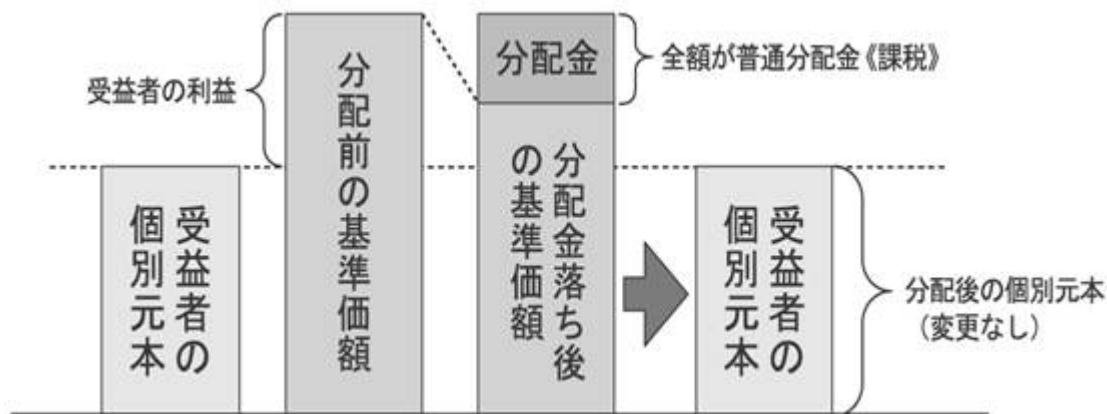 受益者の利益
受益者の
個別元本
分配前の基準価額
分配金
全額が普通分配金《課税》
分配金落ち後
の基準価額
受益者の
個別元本
分配後の個別元本
（変更なし）